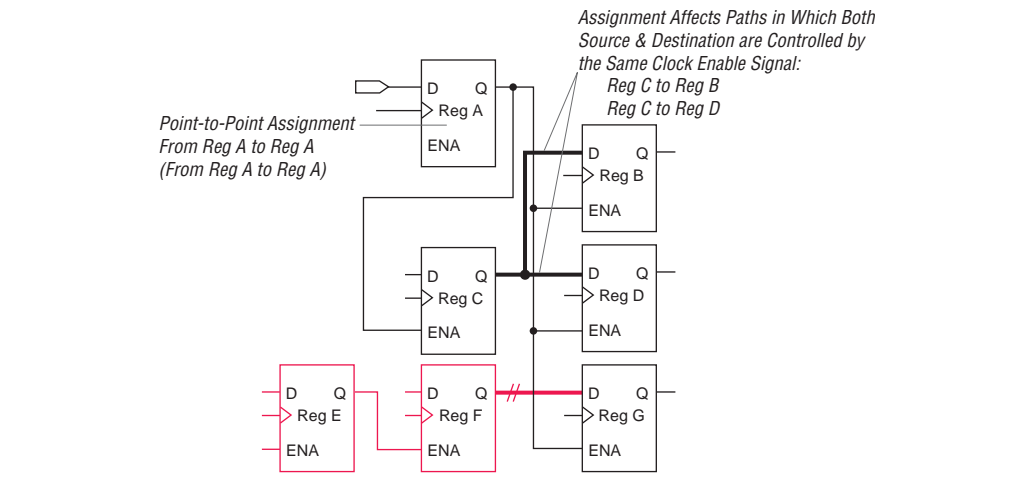 Assignment Affects Paths in Which Both
Source & Destination are Controlled by
the Same Clock Enable Signal:
Reg C to Reg B
Reg C to Reg D
Point-to-Point Assignment
From Reg A to Reg A
(From Reg A to Reg A)
D Q
Reg A
ENA
D Q
Reg B
ENA
D Q
Reg C
ENA
D Q
Reg D
ENA
D Q
Reg E
ENA
D Q
Reg F
ENA
D Q
Reg G
ENA